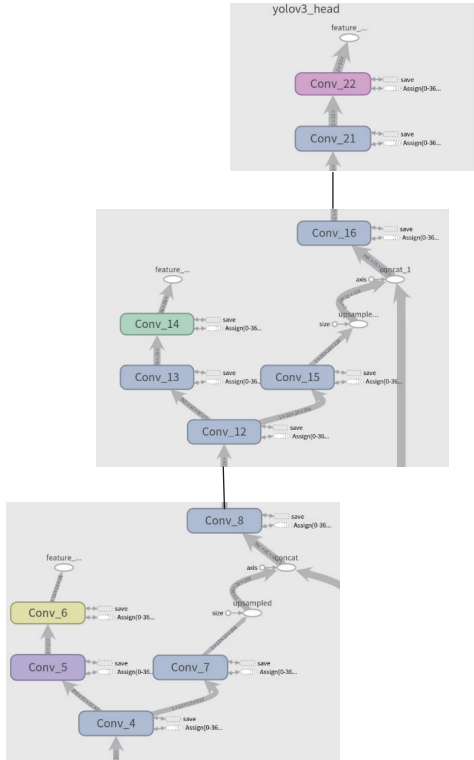 yolov3_head
feature_...
Conv_22
save
Assign[0-36...
Conv_21
save
Assign[0-36...
Conv_16
save
Assign[0-36...
concat_1
axis
feature_...
upsample...
size
Conv_14
save
Assign[0-36...
Conv_13
save
Assign[0-36...
Conv_15
save
Assign[0-36...
Conv_12
save
Assign[0-36...
Conv_8
save
Assign[0-36...
feature_...
concat
axis
upsampled
size
Conv_6
save
Assign[0-36...
Conv_5
save
Assign[0-36...
Conv_7
save
Assign[0-36...
Conv_4
save
Assign[0-36...